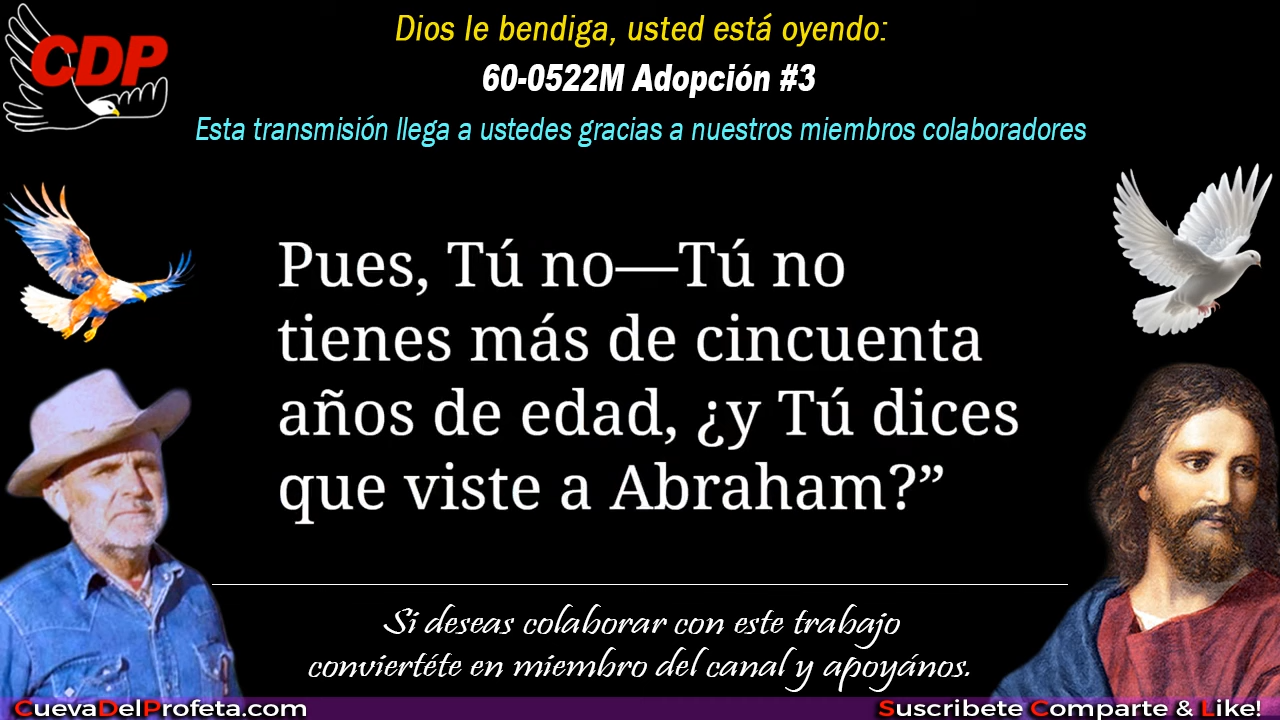 CDP
Dios le bendiga, usted está oyendo:
60-0522M Adopción #3
Esta transmisión llega a ustedes gracias a nuestros miembros colaboradores
Pues, Tú no—Tú no
tienes más de cincuenta
años de edad, ¿y Tú dices
que viste a Abraham?”
Si deseas colaborar con este trabajo
conviertéte en miembro del canal y apoyános.
CuevaDelProfeta.com
Suscribete Comparte & Like!